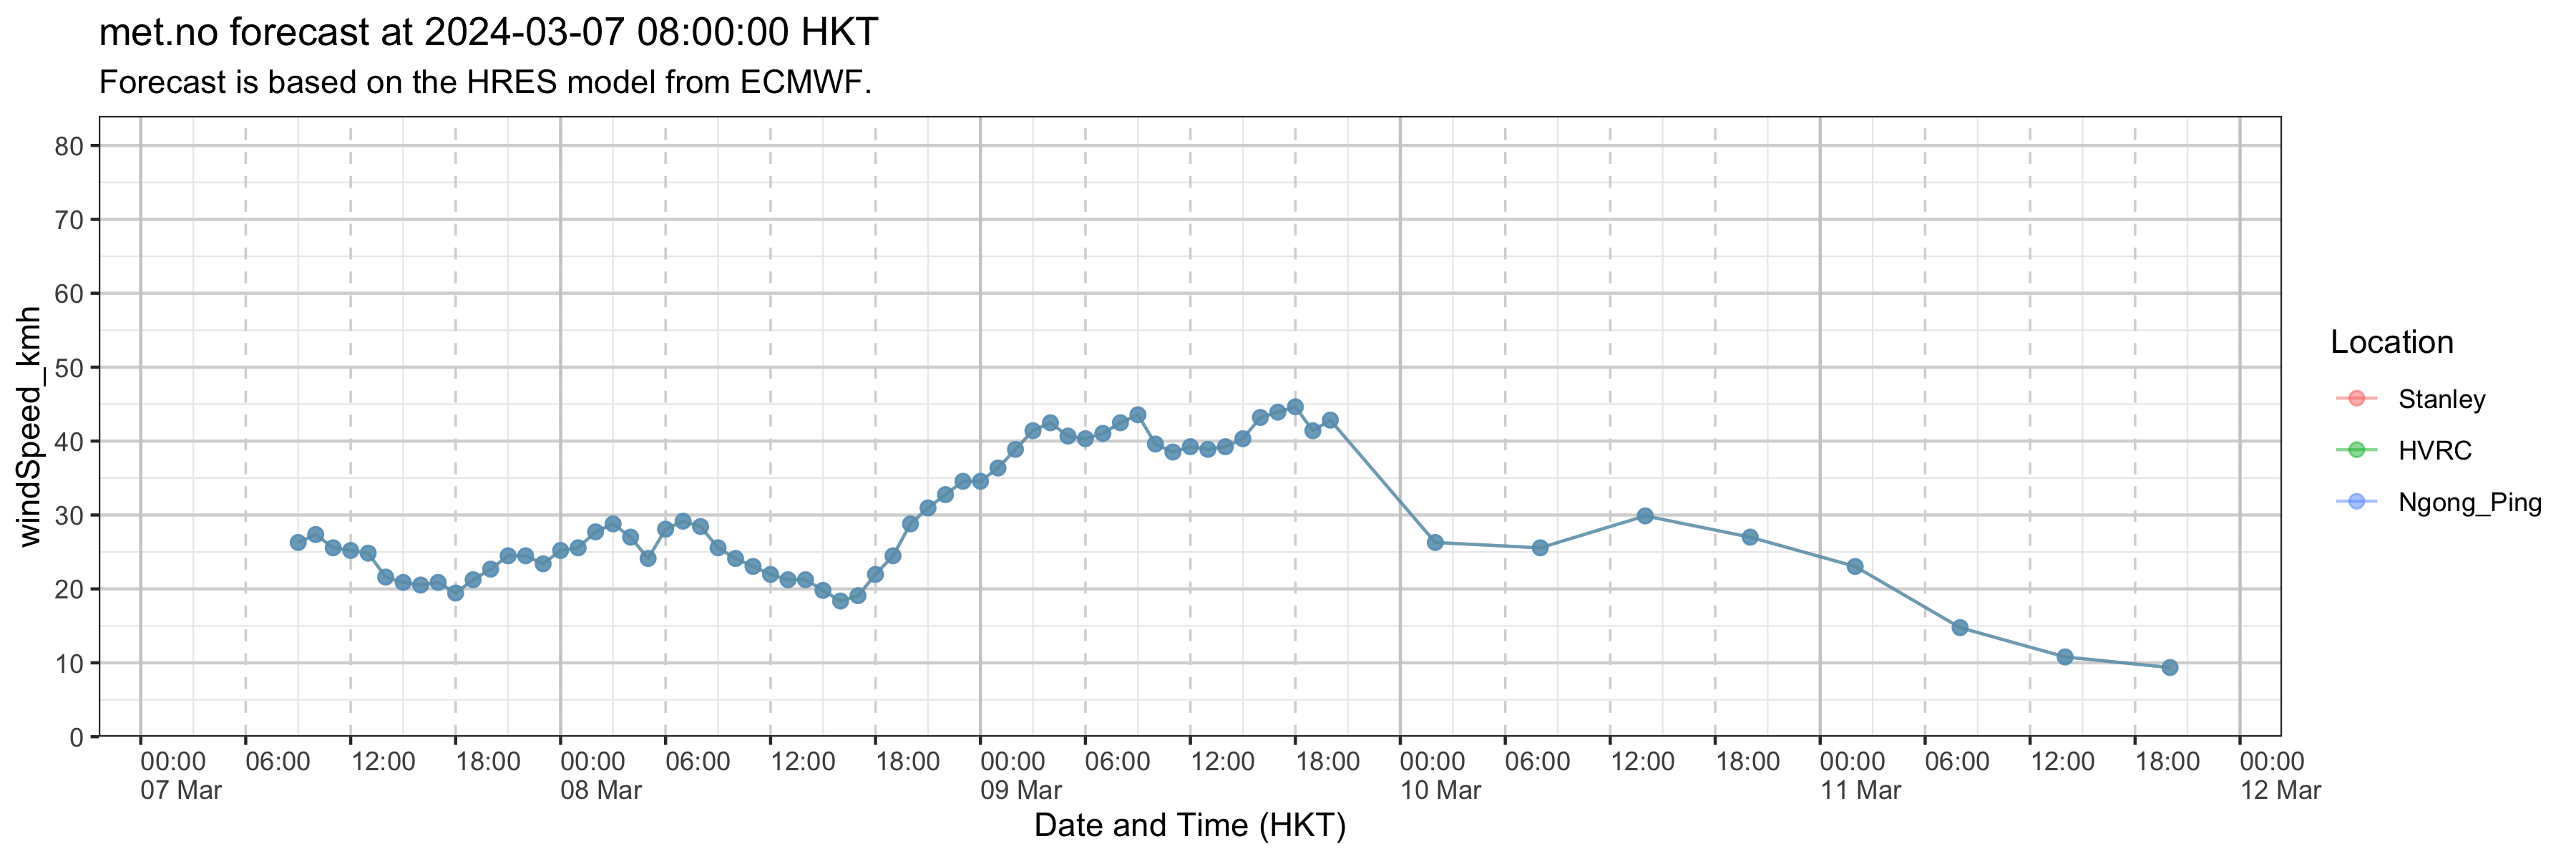 met.no forecast at 2024-03-07 08:00:00 HKT
Forecast is based on the HRES model from ECMWF.
windSpeed_kmh
80
70
60
50
40
30
20
10
0
00:00 06:00 12:00 18:00 00:00 06:00 12:00 18:00 00:00 06:00 12:00 18:00 00:00 06:00 12:00 18:00 00:00 06:00 12:00 18:00 00:00
07 Mar 08 Mar 09 Mar 10 Mar 11 Mar 12 Mar
Date and Time (HKT)
Location
Stanley
HVRC
Ngong_Ping